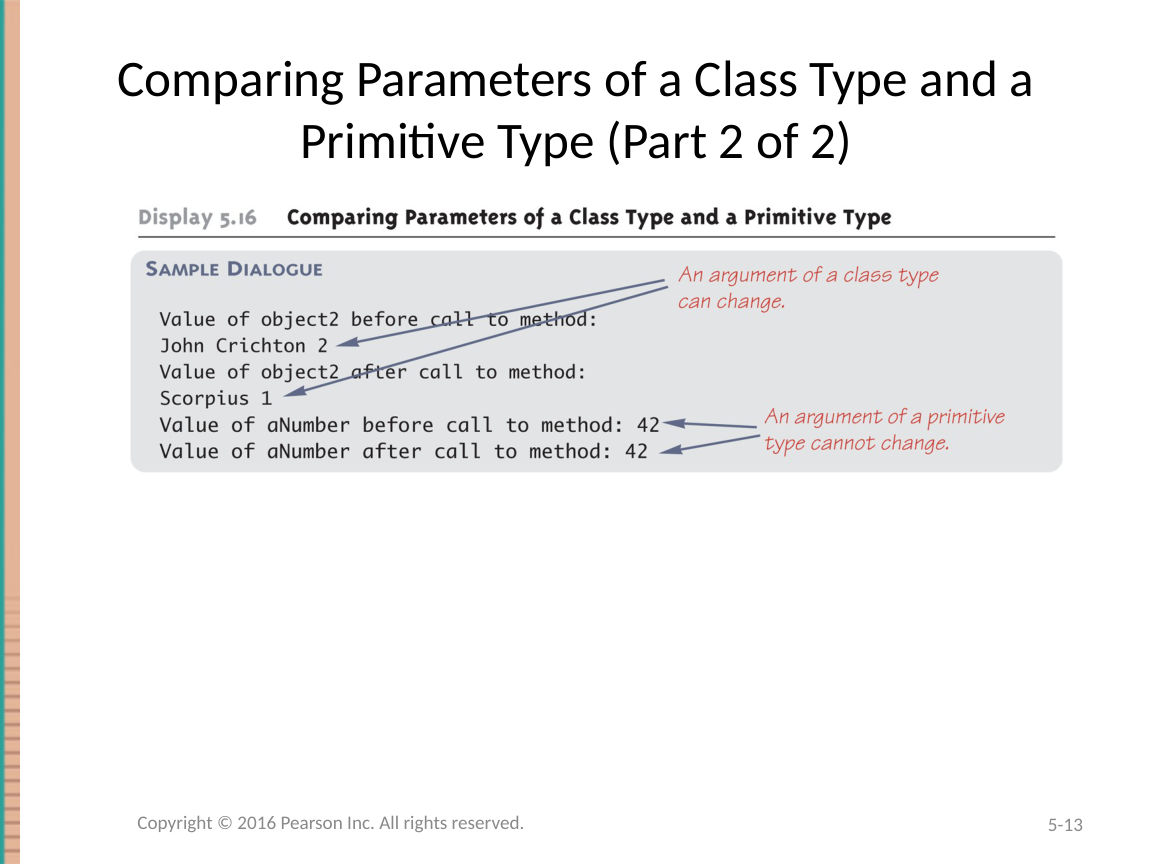 Comparing Parameters of a Class Type and a
Primitive Type (Part 2 of 2)
Display 5.16 Comparing Parameters of a Class Type and a Primitive Type
SAMPLE DIALOGUE
An argument of a class type
can change.
Value of object2 before call to method:
John Crichton 2
Value of object2 after call to method:
Scorpius 1
Value of aNumber before call to method: 42
Value of aNumber after call to method: 42
An argument of a primitive
type cannot change.
Copyright © 2016 Pearson Inc. All rights reserved.
5-13